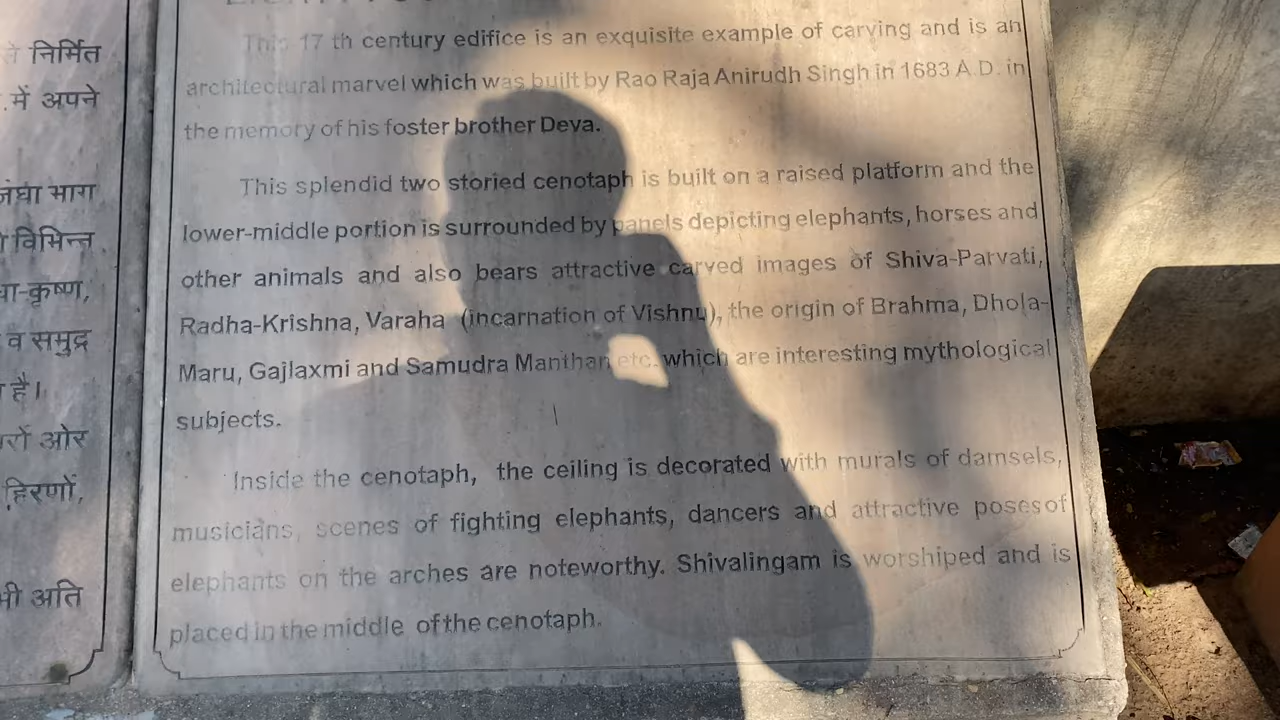 निर्मित
में अपने
जंघा भाग
विभिन्न
कृष्ण,
व समुद्र
है।
ओर
हिरणों,
अति
This 17 th century edifice is an exquisite example of carving and is an
architectural marvel which was built by Rao Raja Anirudh Singh in 1683 A.D. in
the memory of his foster brother Deva.
This splendid two storied cenotaph is built on a raised platform and the
lower-middle portion is surrounded by panels depicting elephants, horses and
other animals and also bears attractive carved images of Shiva-Parvati,
Radha-Krishna, Varaha (incarnation of Vishnu), the origin of Brahma, Dhola-
Maru, Gajlaxmi and Samudra Manthan etc. which are interesting mythological
subjects.
Inside the cenotaph, the ceiling is decorated with murals of damsels,
musicians, scenes of fighting elephants, dancers and attractive poses of
elephants on the arches are noteworthy. Shivalingam is worshiped and is
placed in the middle of the cenotaph.